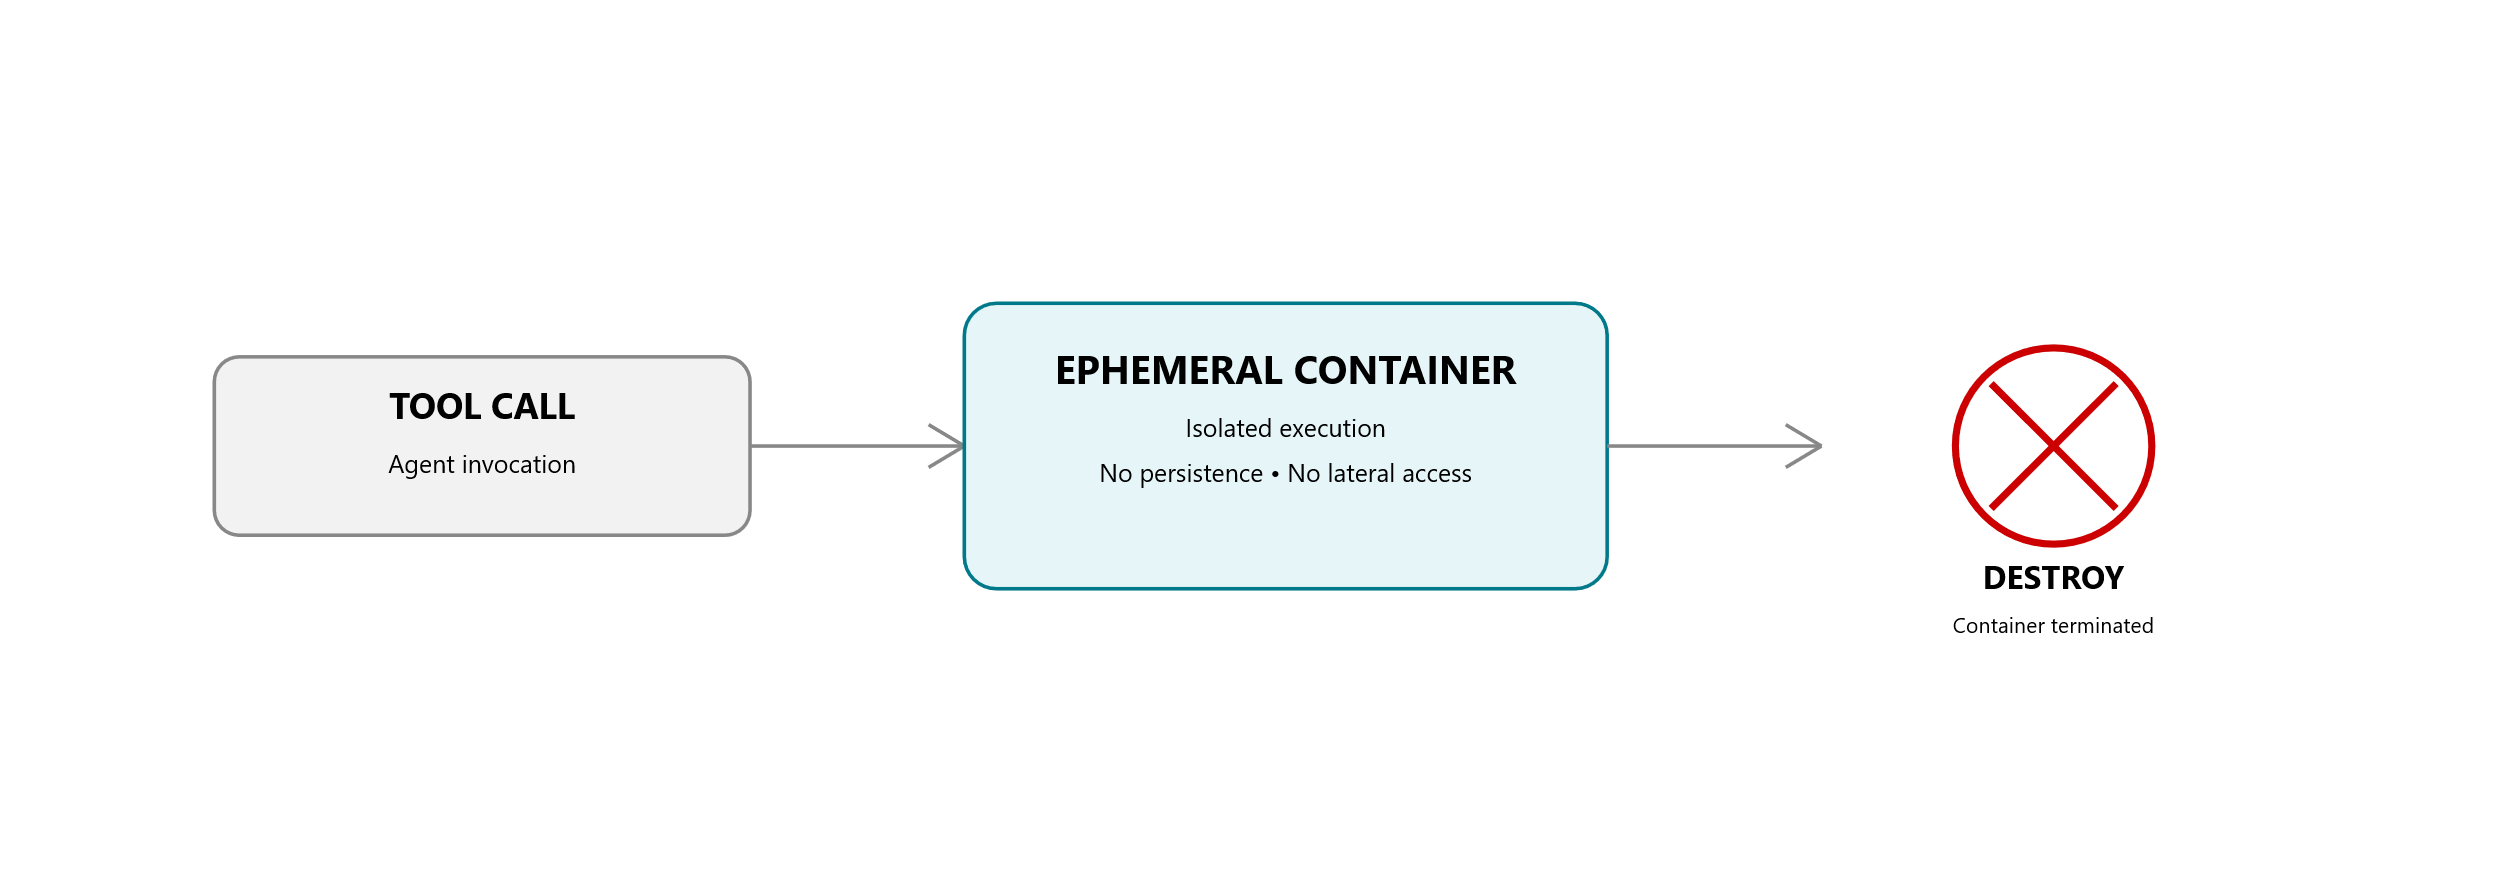 TOOL CALL
Agent invocation
EPHEMERAL CONTAINER
Isolated execution
No persistence • No lateral access
DESTROY
Container terminated